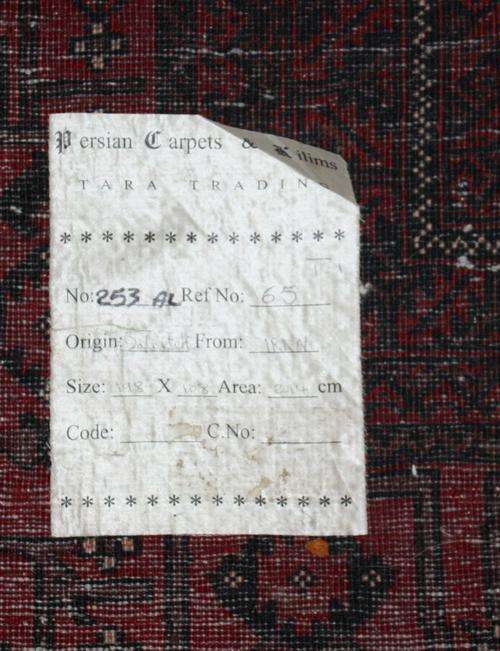 Persian Carpets & Kilims
TARA TRADING
* * * * * * * * * * * * * *
No: 253 AL Ref No: 65
Origin: From:
Size: X Area: cm
Code: C.No:
* * * * * * * * * * * * * *